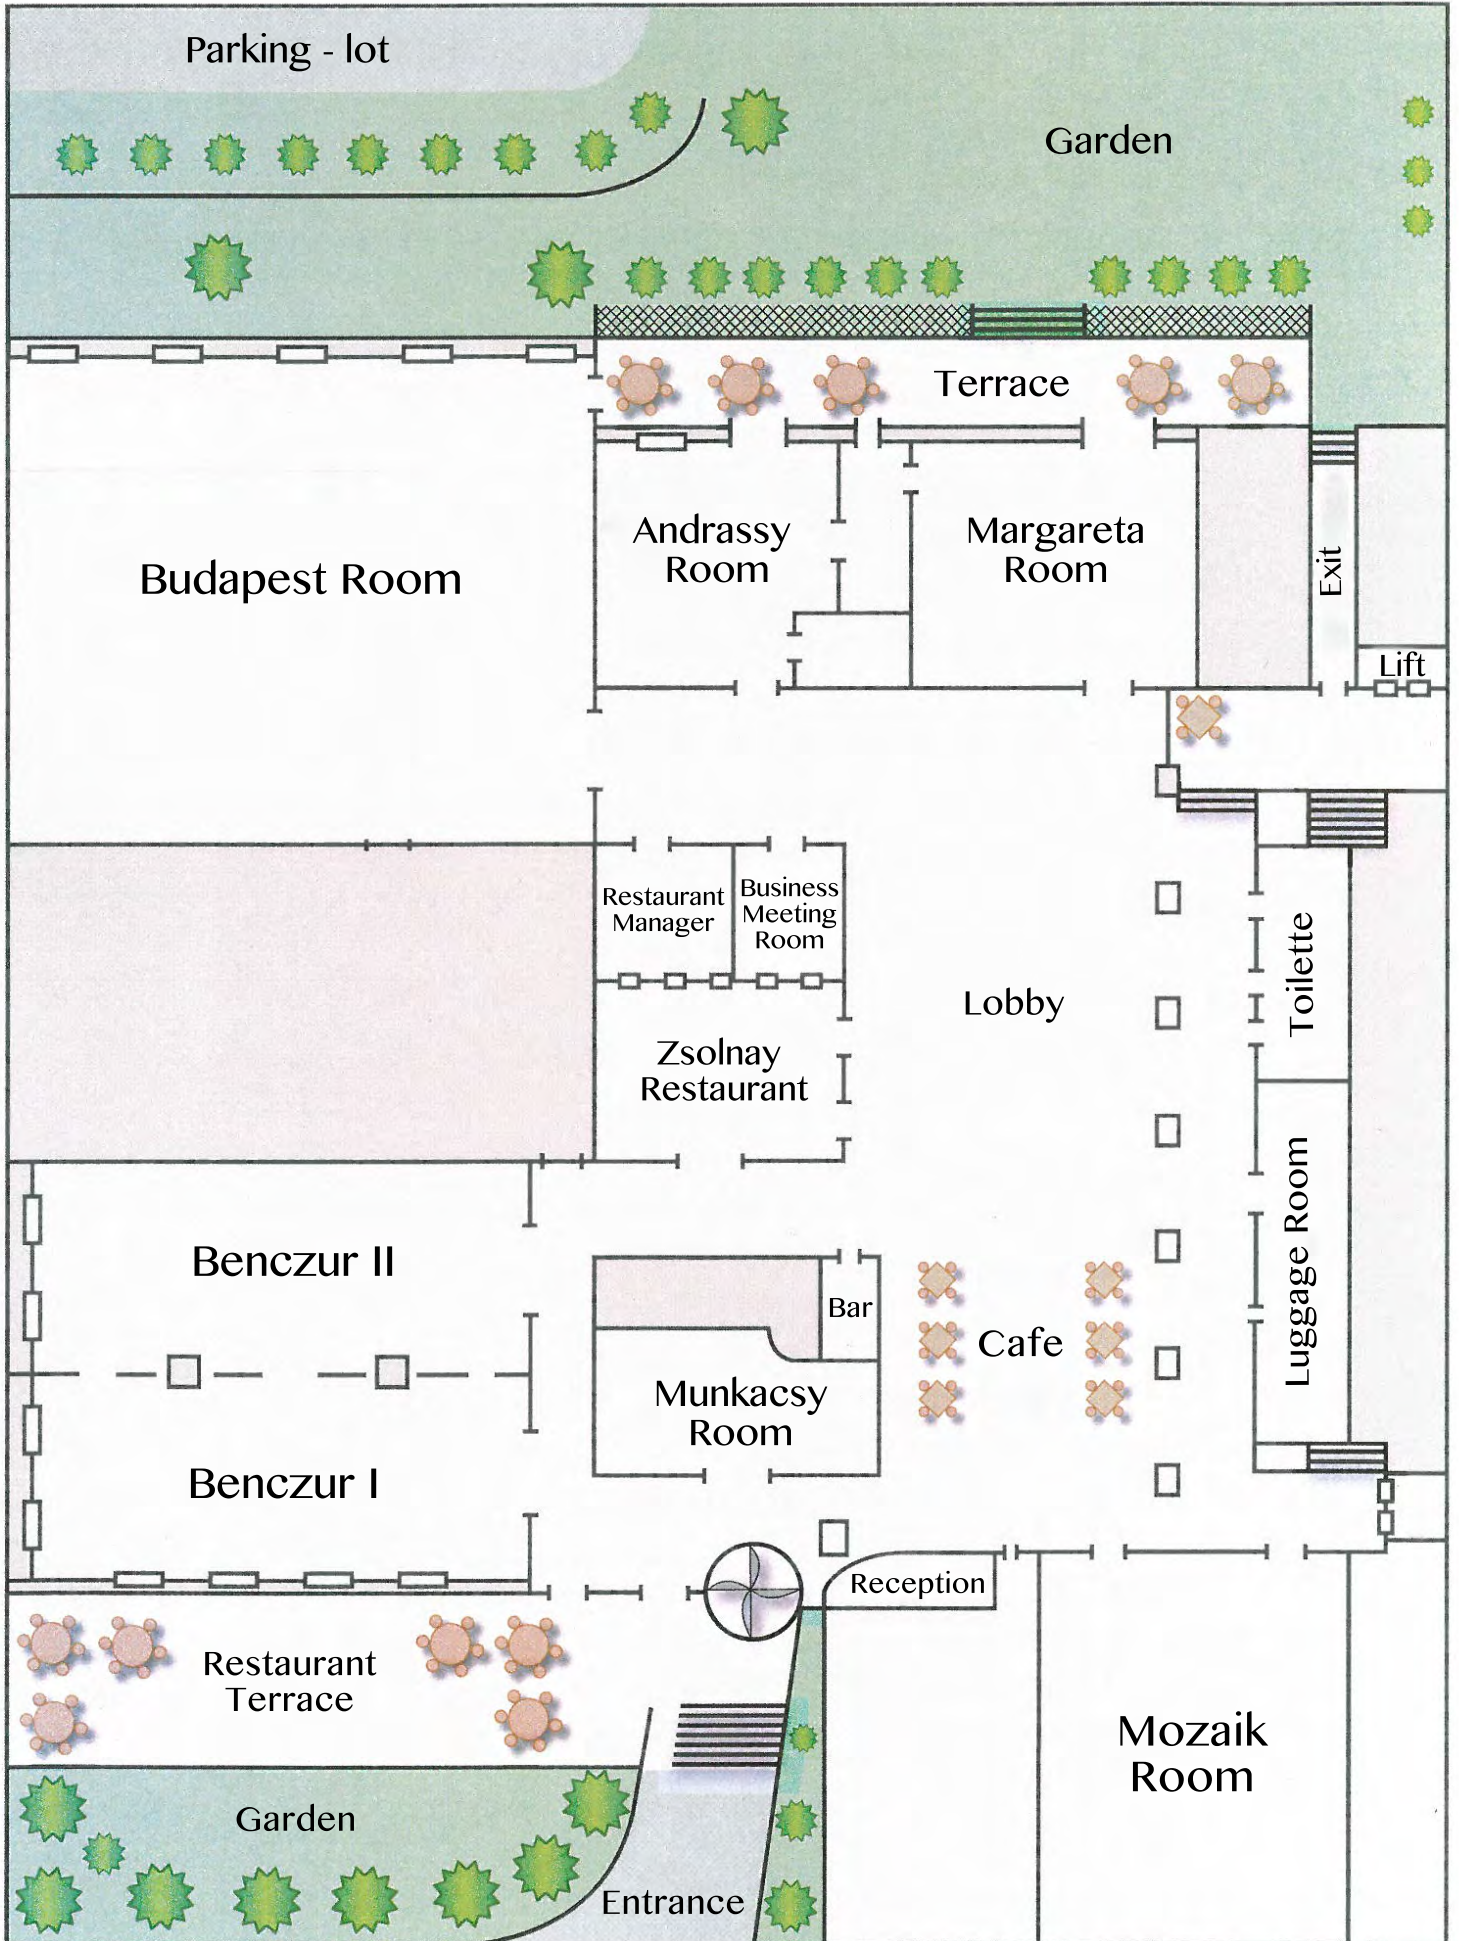 Parking - lot
Garden
Terrace
Andrassy
Room
Margareta
Room
Budapest Room
Exit
Lift
Restaurant
Manager
Business
Meeting
Room
Toilette
Lobby
Zsolnay
Restaurant
Luggage Room
Benczur II
Bar
Cafe
Munkacsy
Room
Benczur I
Reception
Restaurant
Terrace
Mozaik
Room
Garden
Entrance